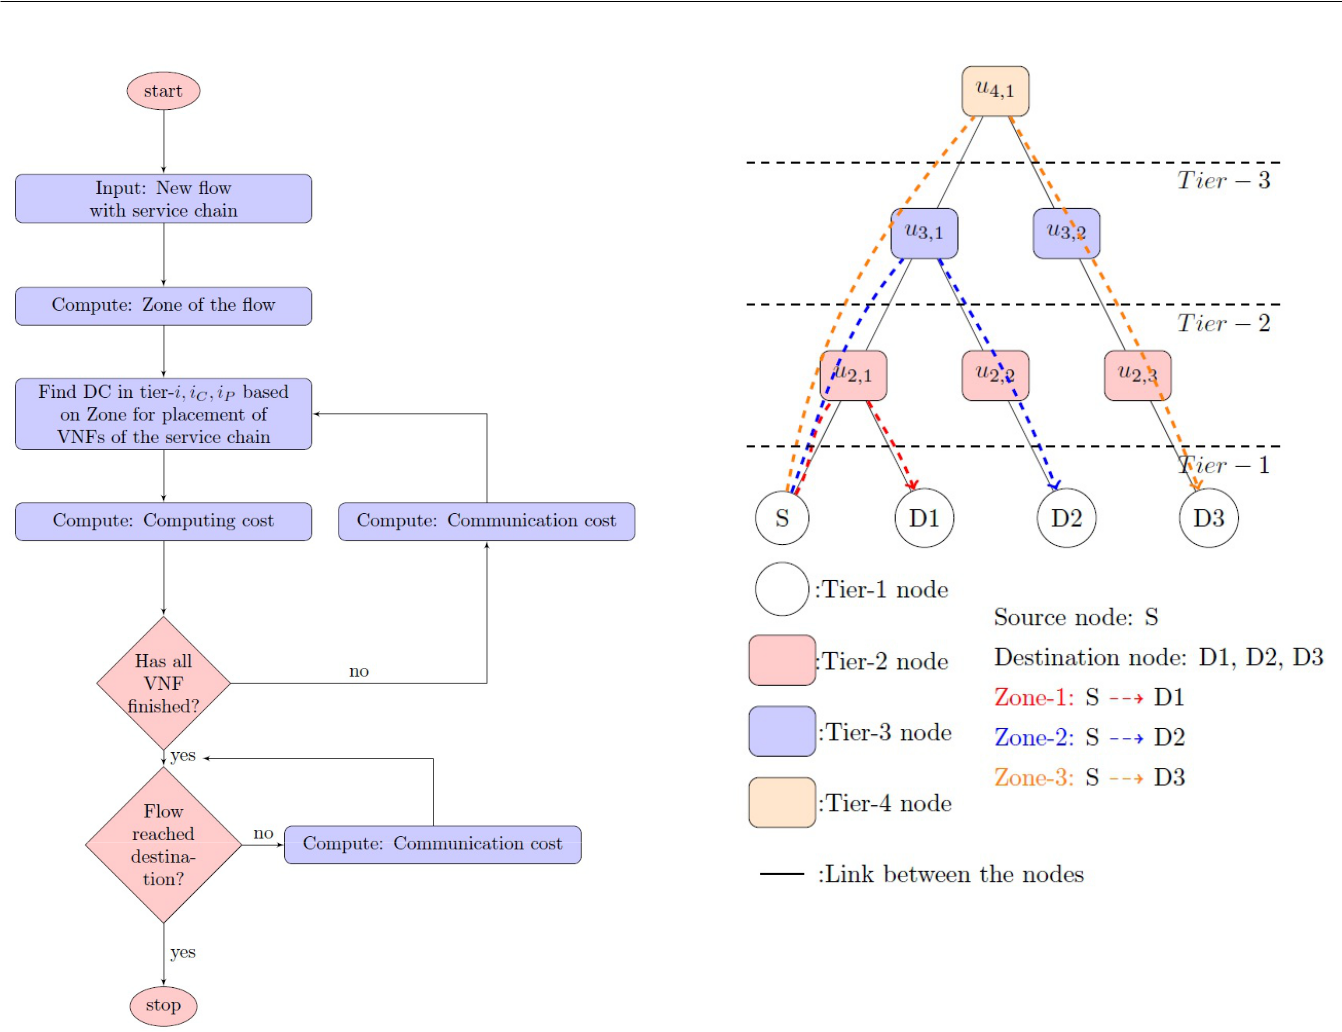 start
Input: New flow
with service chain
Compute: Zone of the flow
Find DC in tier-i, i_C, i_P based
on Zone for placement of
VNFs of the service chain
Compute: Computing cost
Compute: Communication cost
Has all
VNF
finished?
no
yes
Flow
reached
destina-
tion?
no
Compute: Communication cost
yes
stop
u_{4,1}
Tier − 3
u_{3,1}
u_{3,2}
Tier − 2
u_{2,1}
u_{2,2}
u_{2,3}
Tier − 1
S
D1
D2
D3
:Tier-1 node
:Tier-2 node
:Tier-3 node
:Tier-4 node
:Link between the nodes
Source node: S
Destination node: D1, D2, D3
Zone-1: S ⇢ D1
Zone-2: S ⇢ D2
Zone-3: S ⇢ D3